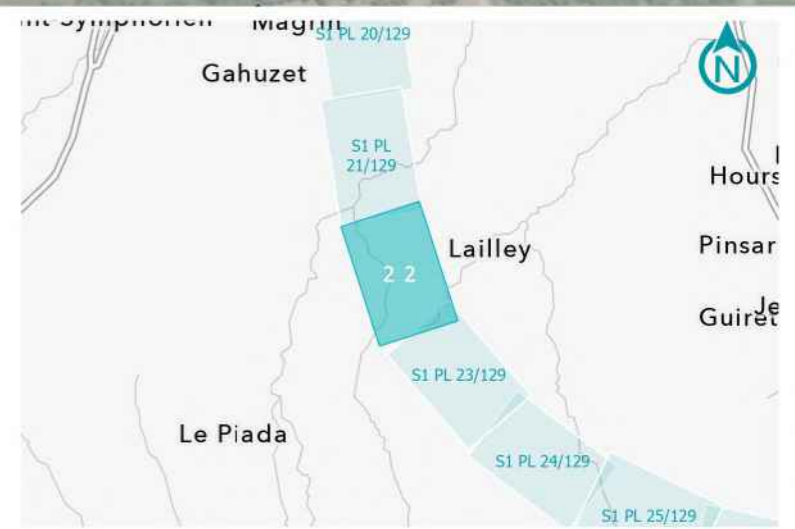 Magrin
S1 PL 20/129
Gahuzet
N
S1 PL
21/129
Hours
Lailley
Pinsar
2 2
Guiret
S1 PL 23/129
Le Piada
S1 PL 24/129
S1 PL 25/129